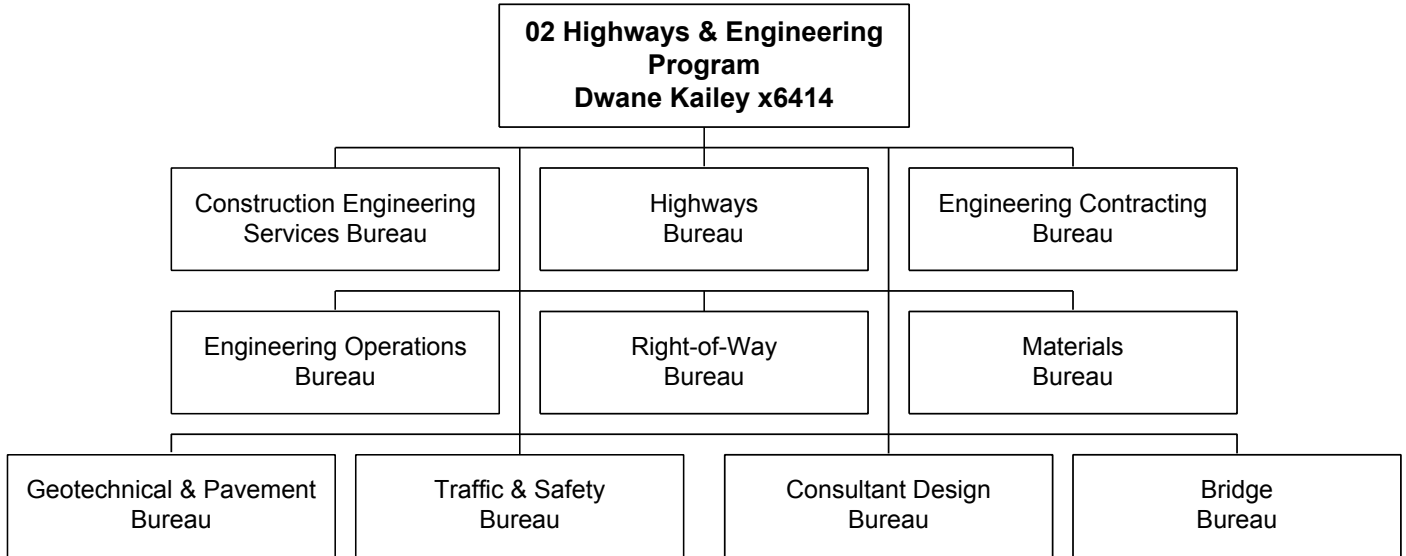 02 Highways & Engineering
Program
Dwane Kailey x6414
Construction Engineering
Services Bureau
Highways
Bureau
Engineering Contracting
Bureau
Engineering Operations
Bureau
Right-of-Way
Bureau
Materials
Bureau
Geotechnical & Pavement
Bureau
Traffic & Safety
Bureau
Consultant Design
Bureau
Bridge
Bureau